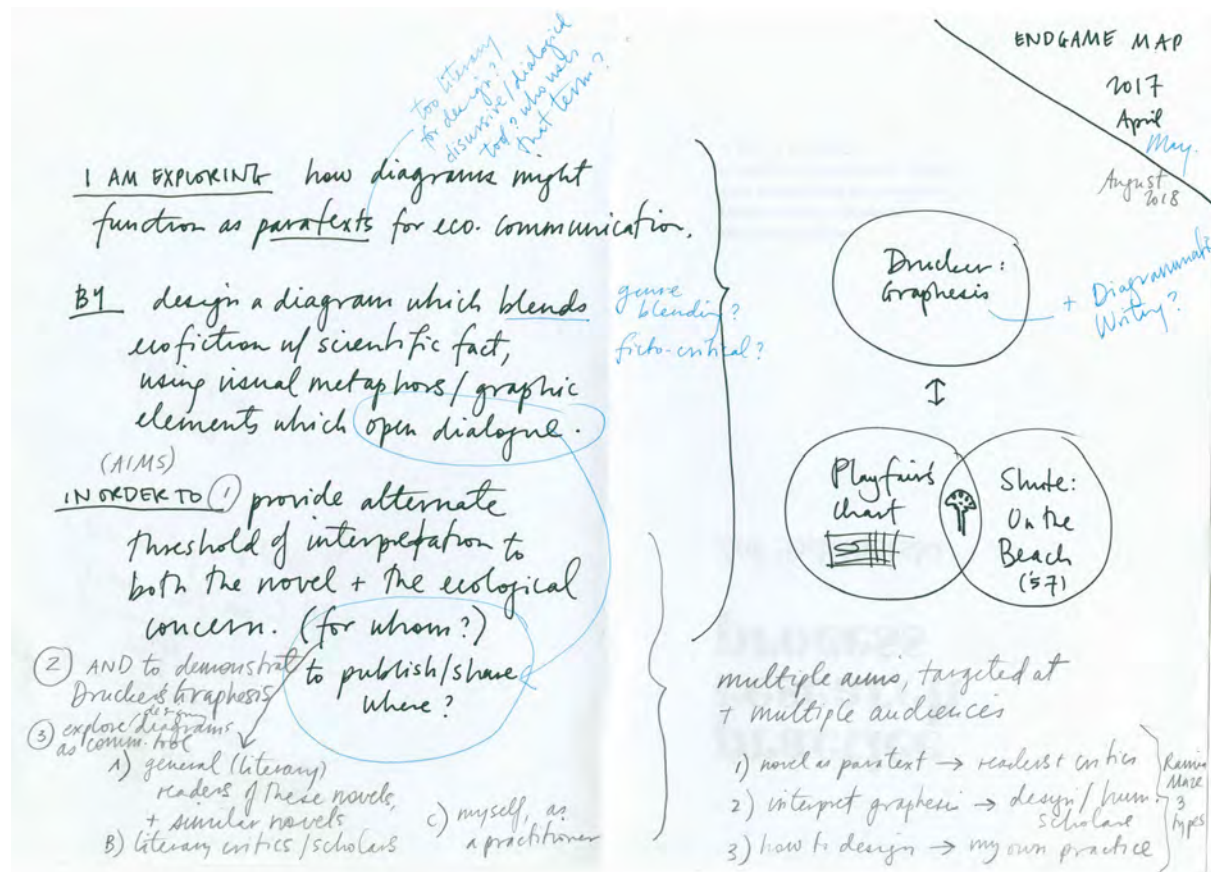 ENDGAME MAP
2017
April
May.
August
2018
too literary
for design?
disussive/dialogical
tool? who uses
that term?
I AM EXPLORING how diagrams might
function as paratexts for eco. communication.
BY design a diagram which blends
ecofiction w/ scientific fact,
using visual metaphors/graphic
elements which open dialogue.
genre
blending?
ficto-critical?
(AIMS)
IN ORDER TO 1 provide alternate
threshold of interpretation to
both the novel + the ecological
concern. (for whom?)
to publish/share
where?
2 AND to demonstrat
Drucker's Graphesis
3 explore design diagrams
as comm. tool
A) general (literary)
readers of these novels,
+ similar novels
B) literary critics/scholars
C) myself, as
a practitioner
Drucker:
Graphesis
+ Diagrammatic
Writing?
↕
Playfair's
Chart
Shute:
On the
Beach
('57)
multiple aims, targeted at
+ multiple audiences
1) novel as paratext → readers + critics
2) interpret graphesis → design/hum.
scholars
3) how to design → my own practice
Maze
3
types